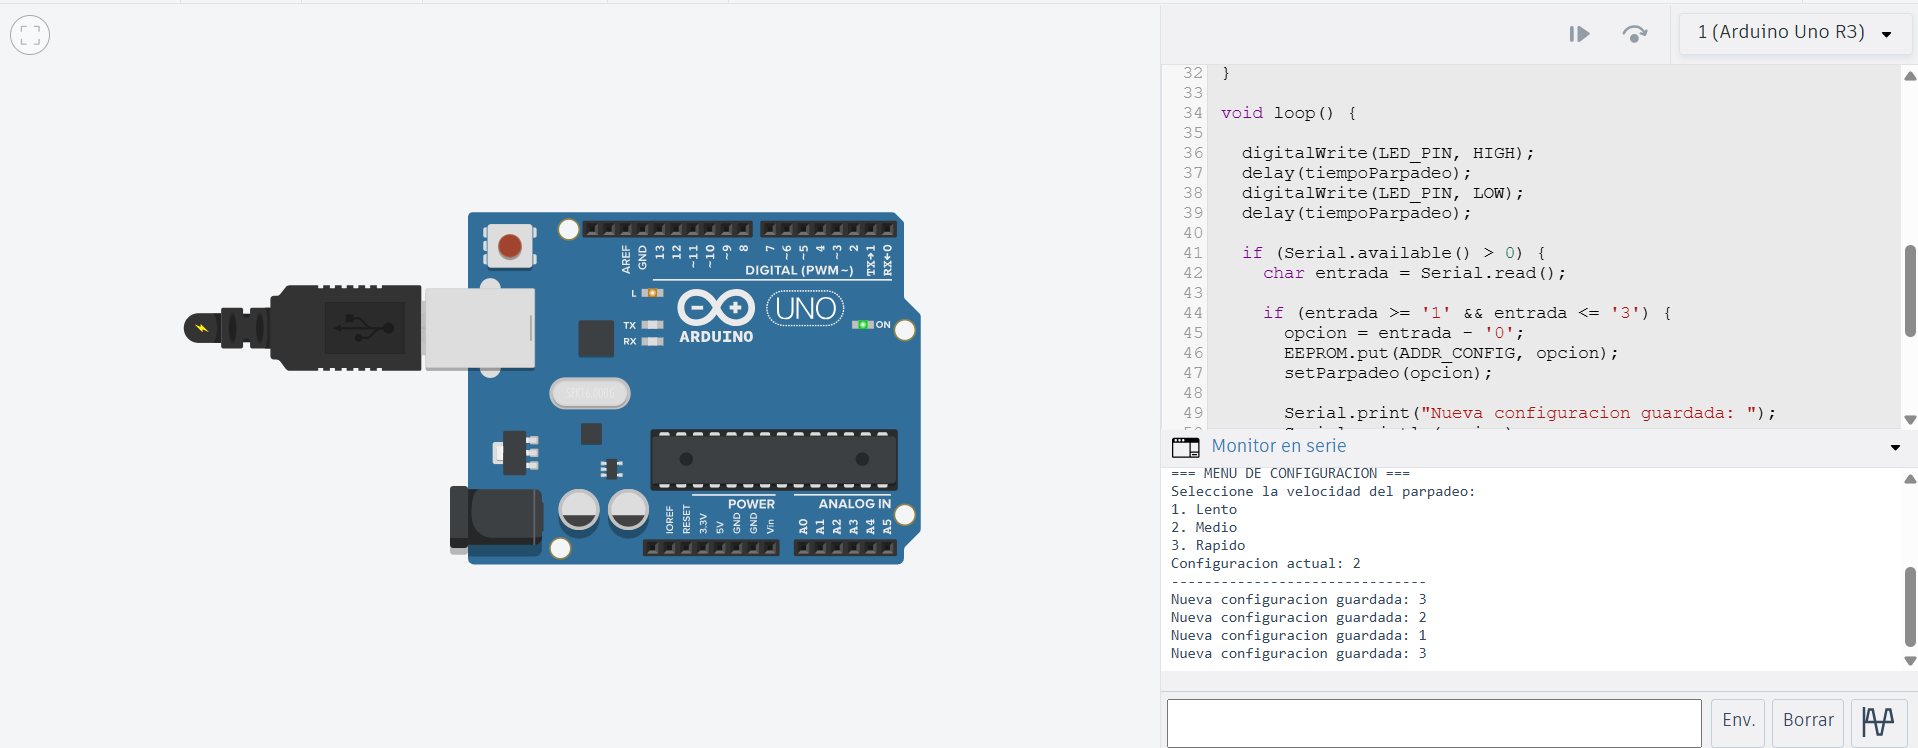 1 (Arduino Uno R3)
32 }
33
34 void loop() {
35
36 digitalWrite(LED_PIN, HIGH);
37 delay(tiempoParpadeo);
38 digitalWrite(LED_PIN, LOW);
39 delay(tiempoParpadeo);
40
41 if (Serial.available() > 0) {
42 char entrada = Serial.read();
43
44 if (entrada >= '1' && entrada <= '3') {
45 opcion = entrada - '0';
46 EEPROM.put(ADDR_CONFIG, opcion);
47 setParpadeo(opcion);
48
49 Serial.print("Nueva configuracion guardada: ");
Monitor en serie
=== MENU DE CONFIGURACION ===
Seleccione la velocidad del parpadeo:
1. Lento
2. Medio
3. Rapido
Configuracion actual: 2
-------------------------------
Nueva configuracion guardada: 3
Nueva configuracion guardada: 2
Nueva configuracion guardada: 1
Nueva configuracion guardada: 3
Env.
Borrar
AREF
GND
13
12
~11
~10
~9
8
7
~6
~5
4
~3
2
TX→1
RX←0
DIGITAL (PWM~)
L
TX
RX
UNO
ARDUINO
ON
POWER
ANALOG IN
IOREF
RESET
3.3V
5V
GND
GND
Vin
A0
A1
A2
A3
A4
A5